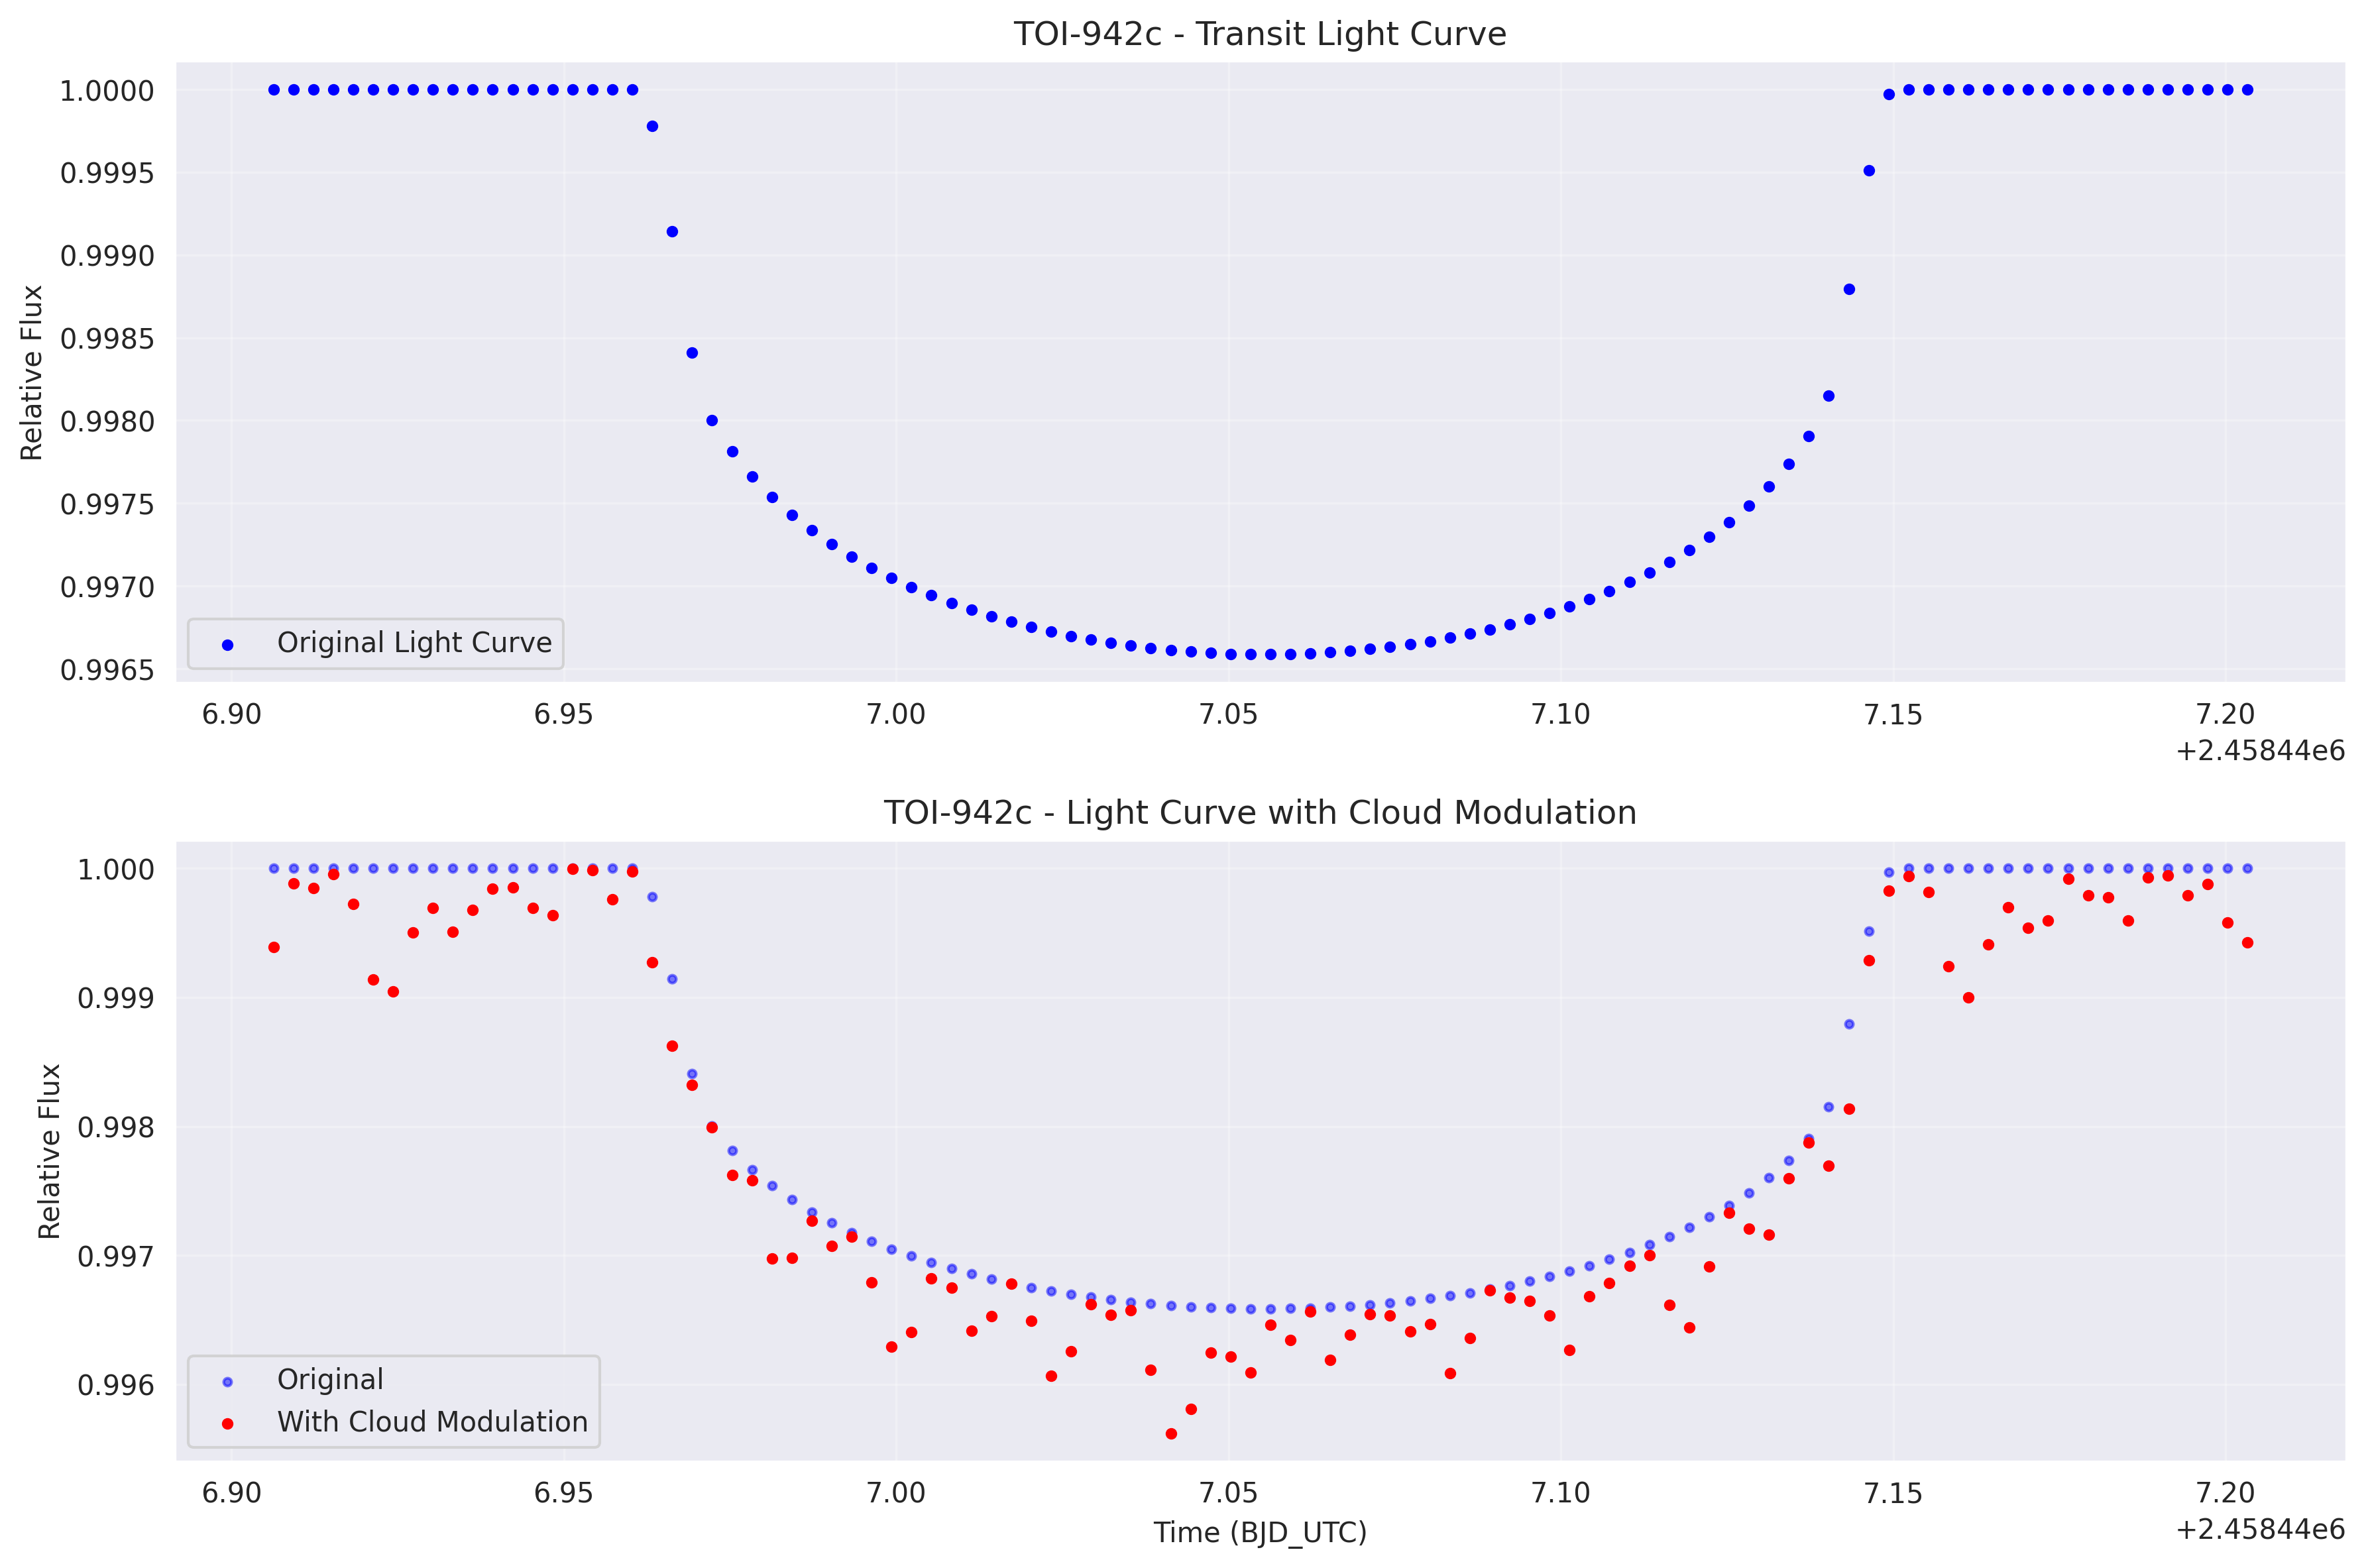 TOI-942c - Transit Light Curve
1.0000
0.9995
0.9990
0.9985
0.9980
0.9975
0.9970
0.9965
Relative Flux
Original Light Curve
6.90 6.95 7.00 7.05 7.10 7.15 7.20
+2.45844e6
TOI-942c - Light Curve with Cloud Modulation
1.000
0.999
0.998
0.997
0.996
Relative Flux
Original
With Cloud Modulation
6.90 6.95 7.00 7.05 7.10 7.15 7.20
Time (BJD_UTC)
+2.45844e6